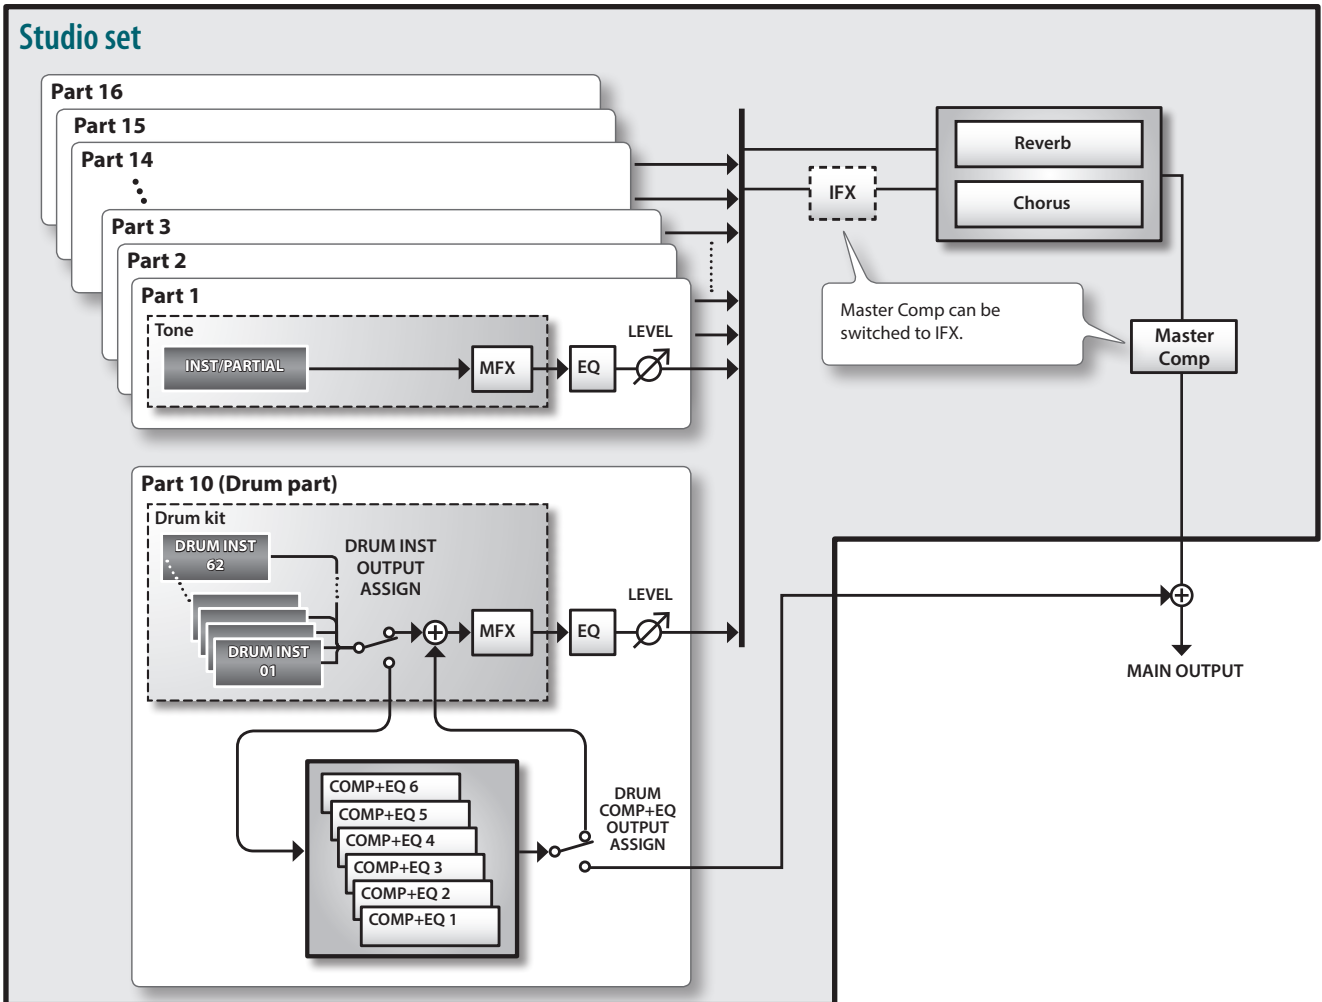 Studio set
Part 16
Part 15
Part 14
Part 3
Part 2
Part 1
Tone
INST/PARTIAL
MFX
EQ
LEVEL
Reverb
Chorus
IFX
Master Comp can be
switched to IFX.
Master
Comp
Part 10 (Drum part)
Drum kit
DRUM INST
62
DRUM INST
01
DRUM INST
OUTPUT
ASSIGN
MFX
EQ
LEVEL
MAIN OUTPUT
COMP+EQ 6
COMP+EQ 5
COMP+EQ 4
COMP+EQ 3
COMP+EQ 2
COMP+EQ 1
DRUM
COMP+EQ
OUTPUT
ASSIGN